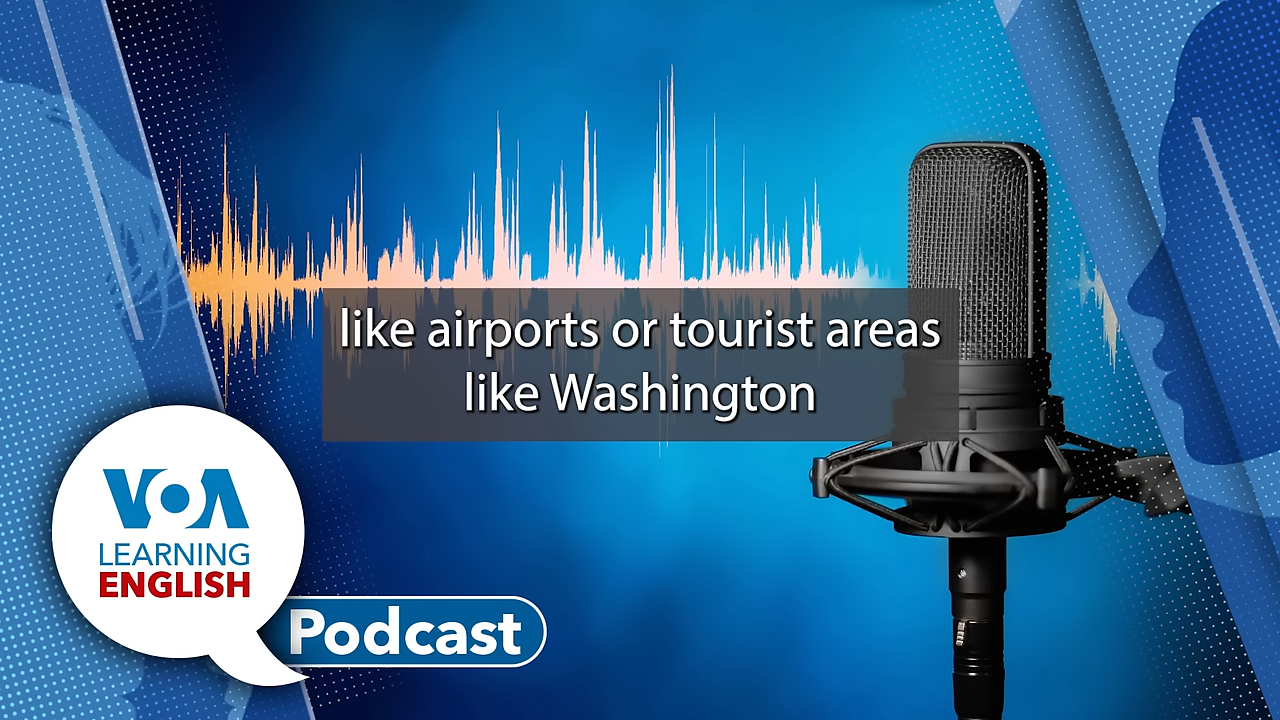 like airports or tourist areas
like Washington
VOA
LEARNING
ENGLISH
Podcast